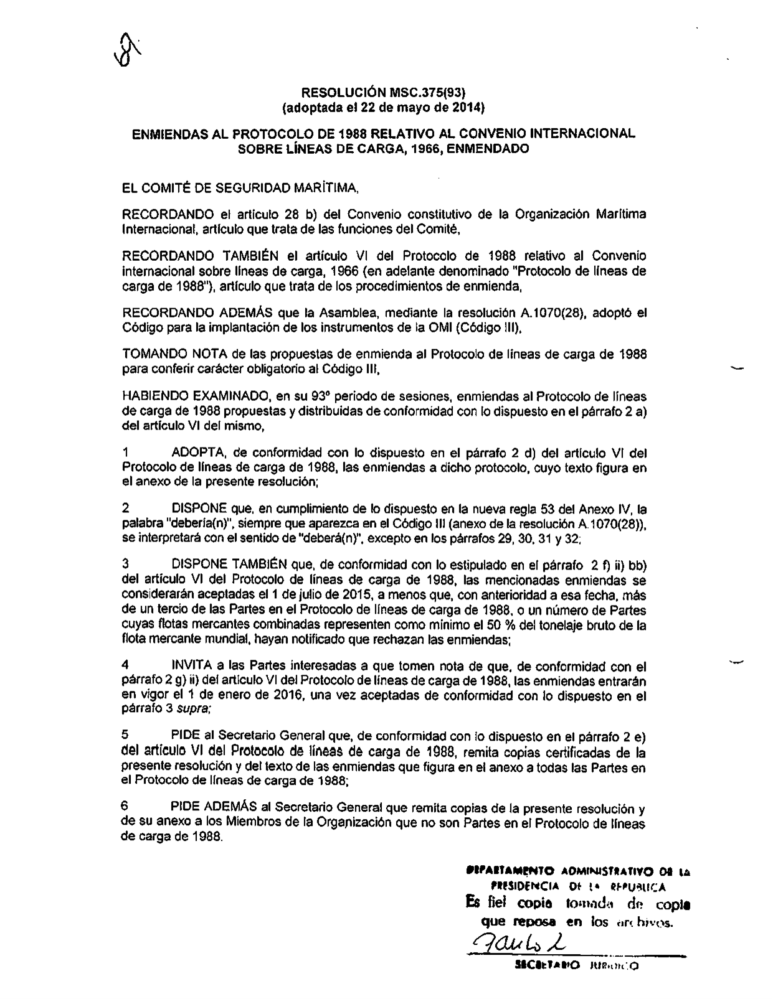 RESOLUCIÓN MSC.375(93)
(adoptada el 22 de mayo de 2014)
ENMIENDAS AL PROTOCOLO DE 1988 RELATIVO AL CONVENIO INTERNACIONAL
SOBRE LÍNEAS DE CARGA, 1966, ENMENDADO
EL COMITÉ DE SEGURIDAD MARÍTIMA,
RECORDANDO el artículo 28 b) del Convenio constitutivo de la Organización Marítima
Internacional, artículo que trata de las funciones del Comité,
RECORDANDO TAMBIÉN el artículo VI del Protocolo de 1988 relativo al Convenio
internacional sobre líneas de carga, 1966 (en adelante denominado "Protocolo de líneas de
carga de 1988"), artículo que trata de los procedimientos de enmienda,
RECORDANDO ADEMÁS que la Asamblea, mediante la resolución A.1070(28), adoptó el
Código para la implantación de los instrumentos de la OMI (Código III),
TOMANDO NOTA de las propuestas de enmienda al Protocolo de líneas de carga de 1988
para conferir carácter obligatorio al Código III,
HABIENDO EXAMINADO, en su 93º periodo de sesiones, enmiendas al Protocolo de líneas
de carga de 1988 propuestas y distribuidas de conformidad con lo dispuesto en el párrafo 2 a)
del artículo VI del mismo,
1 ADOPTA, de conformidad con lo dispuesto en el párrafo 2 d) del artículo VI del
Protocolo de líneas de carga de 1988, las enmiendas a dicho protocolo, cuyo texto figura en
el anexo de la presente resolución;
2 DISPONE que, en cumplimiento de lo dispuesto en la nueva regla 53 del Anexo IV, la
palabra "debería(n)", siempre que aparezca en el Código III (anexo de la resolución A.1070(28)),
se interpretará con el sentido de "deberá(n)", excepto en los párrafos 29, 30, 31 y 32;
3 DISPONE TAMBIÉN que, de conformidad con lo estipulado en el párrafo 2 f) ii) bb)
del artículo VI del Protocolo de líneas de carga de 1988, las mencionadas enmiendas se
considerarán aceptadas el 1 de julio de 2015, a menos que, con anterioridad a esa fecha, más
de un tercio de las Partes en el Protocolo de líneas de carga de 1988, o un número de Partes
cuyas flotas mercantes combinadas representen como mínimo el 50 % del tonelaje bruto de la
flota mercante mundial, hayan notificado que rechazan las enmiendas;
4 INVITA a las Partes interesadas a que tomen nota de que, de conformidad con el
párrafo 2 g) ii) del artículo VI del Protocolo de líneas de carga de 1988, las enmiendas entrarán
en vigor el 1 de enero de 2016, una vez aceptadas de conformidad con lo dispuesto en el
párrafo 3 supra;
5 PIDE al Secretario General que, de conformidad con lo dispuesto en el párrafo 2 e)
del artículo VI del Protocolo de líneas de carga de 1988, remita copias certificadas de la
presente resolución y del texto de las enmiendas que figura en el anexo a todas las Partes en
el Protocolo de líneas de carga de 1988;
6 PIDE ADEMÁS al Secretario General que remita copias de la presente resolución y
de su anexo a los Miembros de la Organización que no son Partes en el Protocolo de líneas
de carga de 1988.
DEPARTAMENTO ADMINISTRATIVO DE LA
PRESIDENCIA DE LA REPUBLICA
Es fiel copia tomada de copia
que reposa en los archivos.
SECRETARIO JURIDICO